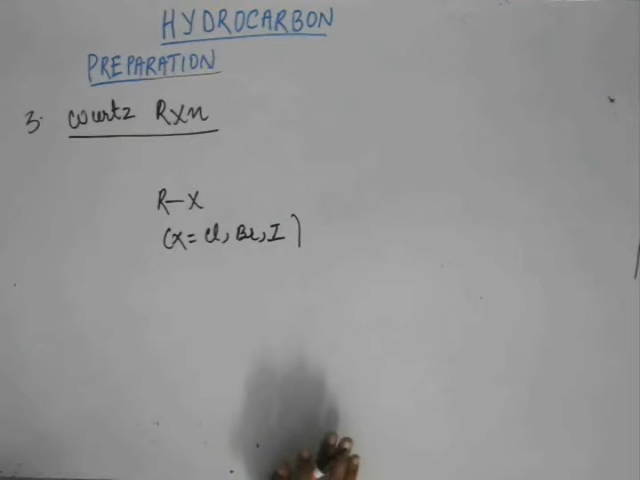 HYDROCARBON
PREPARATION
3. Wurtz Rxn
R-X
(X = Cl, Br, I)